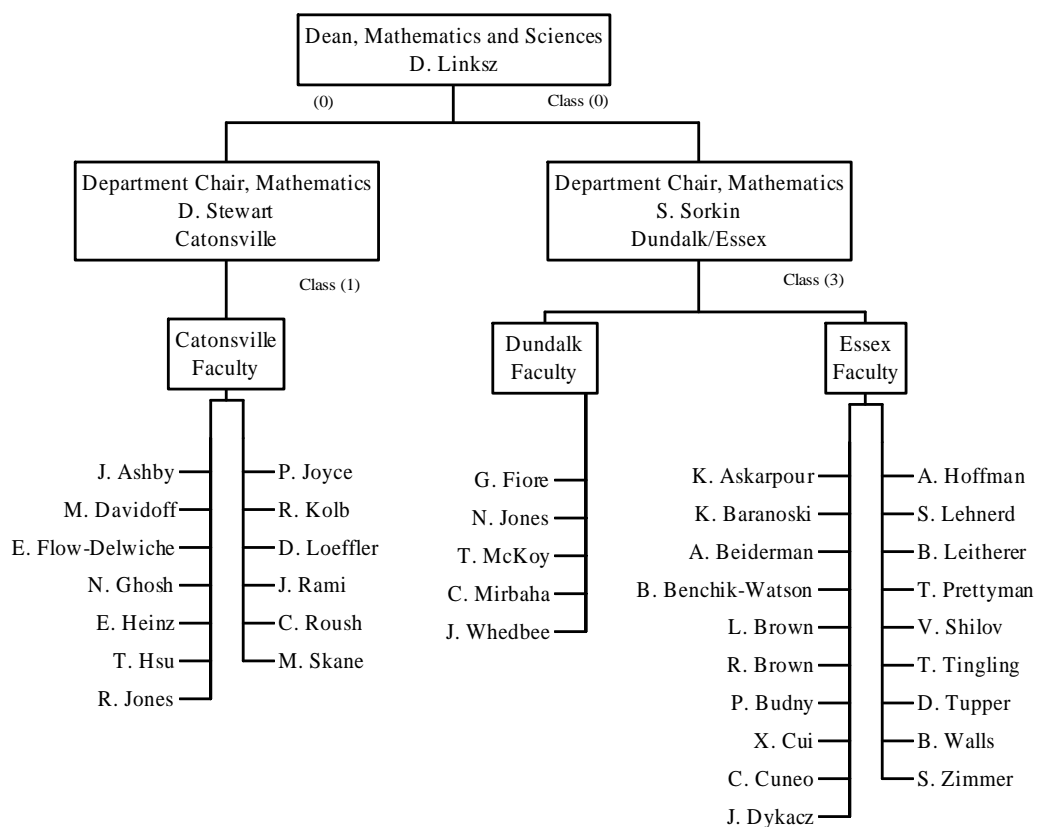 Dean, Mathematics and Sciences
D. Linksz
(0)
Class (0)
Department Chair, Mathematics
D. Stewart
Catonsville
Department Chair, Mathematics
S. Sorkin
Dundalk/Essex
Class (1)
Class (3)
Catonsville
Faculty
Dundalk
Faculty
Essex
Faculty
J. Ashby
M. Davidoff
E. Flow-Delwiche
N. Ghosh
E. Heinz
T. Hsu
R. Jones
P. Joyce
R. Kolb
D. Loeffler
J. Rami
C. Roush
M. Skane
G. Fiore
N. Jones
T. McKoy
C. Mirbaha
J. Whedbee
K. Askarpour
K. Baranoski
A. Beiderman
B. Benchik-Watson
L. Brown
R. Brown
P. Budny
X. Cui
C. Cuneo
J. Dykacz
A. Hoffman
S. Lehnerd
B. Leitherer
T. Prettyman
V. Shilov
T. Tingling
D. Tupper
B. Walls
S. Zimmer